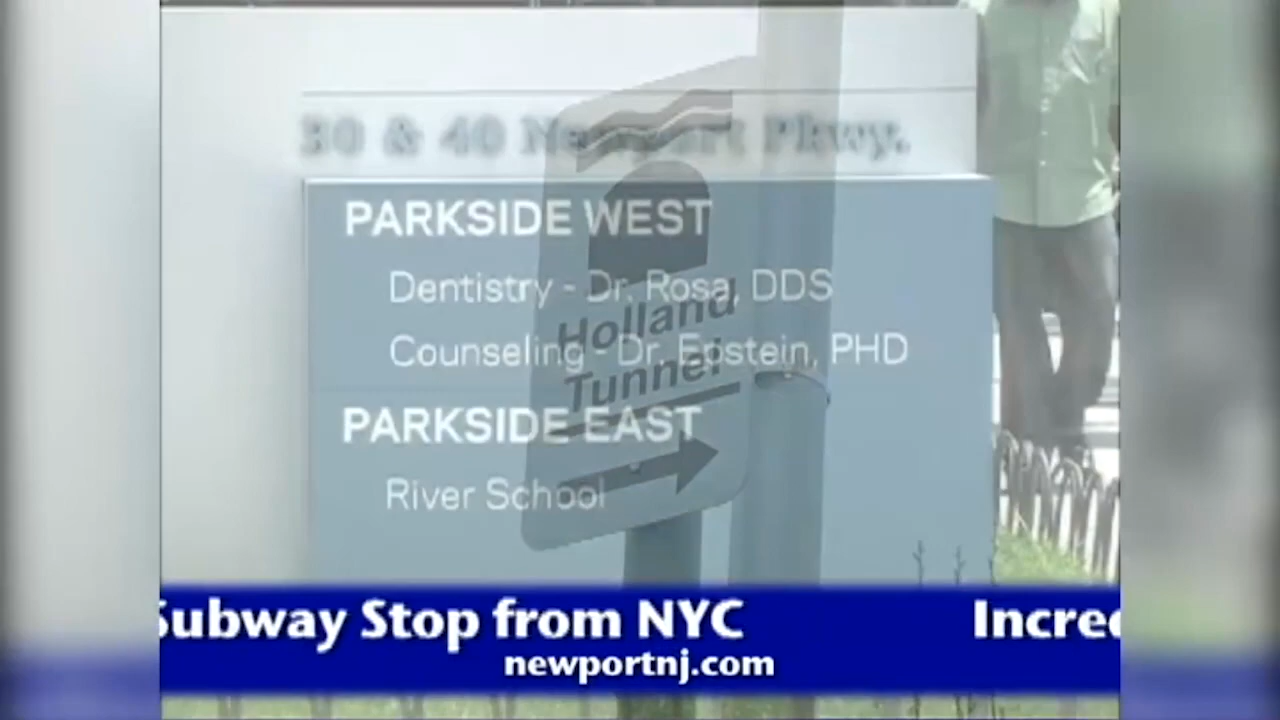 30 & 40 Newport Pkwy.
PARKSIDE WEST
Dentistry - Dr. Rosa, DDS
Counseling - Dr. Epstein, PHD
PARKSIDE EAST
River School
Holland
Tunnel
Subway Stop from NYC
Incre
newportnj.com